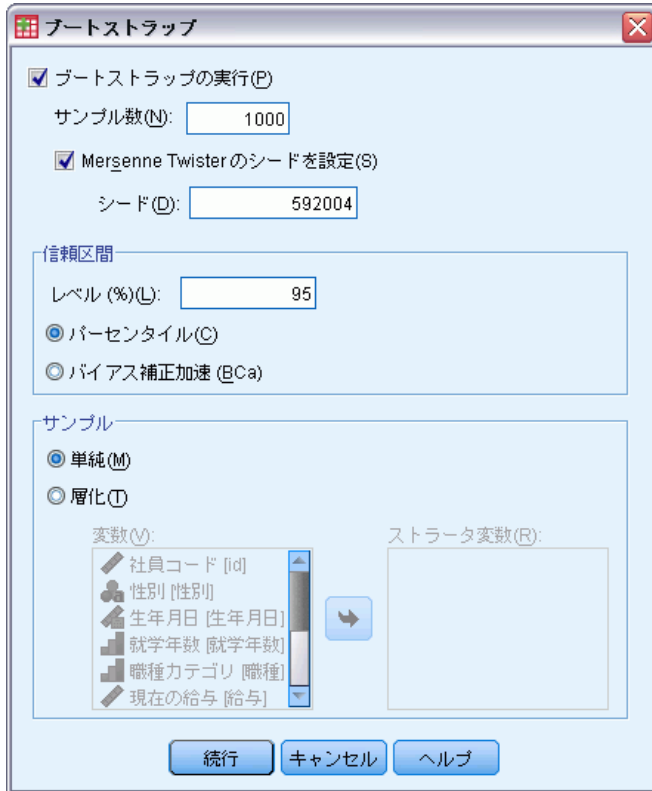 ブートストラップ
ブートストラップの実行(P)
サンプル数(N): 1000
Mersenne Twisterのシードを設定(S)
シード(D): 592004
信頼区間
レベル (%)(L): 95
パーセンタイル(C)
バイアス補正加速 (BCa)
サンプル
単純(M)
層化(T)
変数(V):
社員コード [id]
性別 [性別]
生年月日 [生年月日]
就学年数 [就学年数]
職種カテゴリ [職種]
現在の給与 [給与]
ストラータ変数(R):
続行 キャンセル ヘルプ